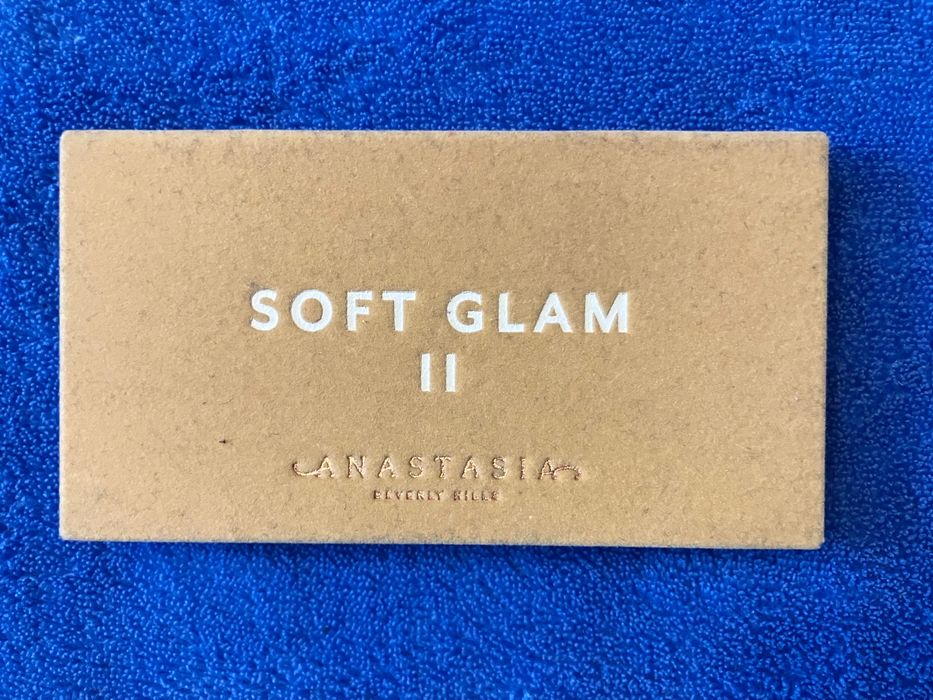 SOFT GLAM
II
ANASTASIA
BEVERLY HILLS